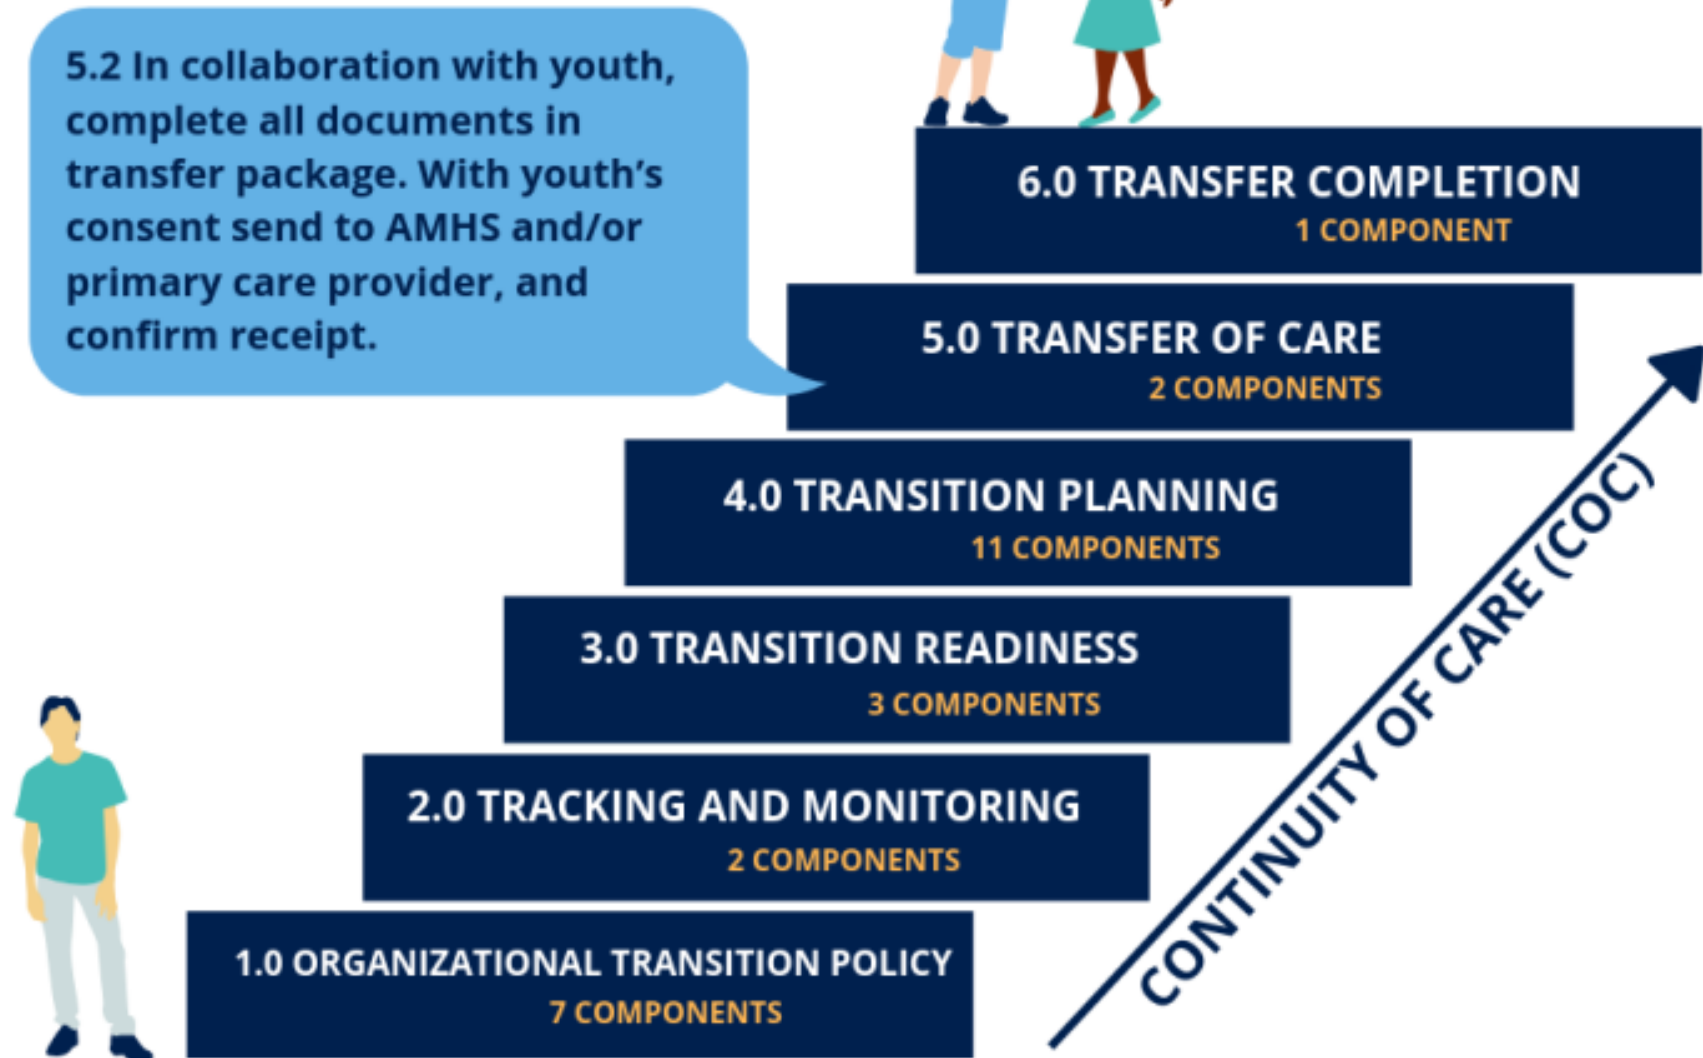 5.2 In collaboration with youth,
complete all documents in
transfer package. With youth’s
consent send to AMHS and/or
primary care provider, and
confirm receipt.
6.0 TRANSFER COMPLETION
1 COMPONENT
5.0 TRANSFER OF CARE
2 COMPONENTS
4.0 TRANSITION PLANNING
11 COMPONENTS
3.0 TRANSITION READINESS
3 COMPONENTS
2.0 TRACKING AND MONITORING
2 COMPONENTS
1.0 ORGANIZATIONAL TRANSITION POLICY
7 COMPONENTS
CONTINUITY OF CARE (COC)